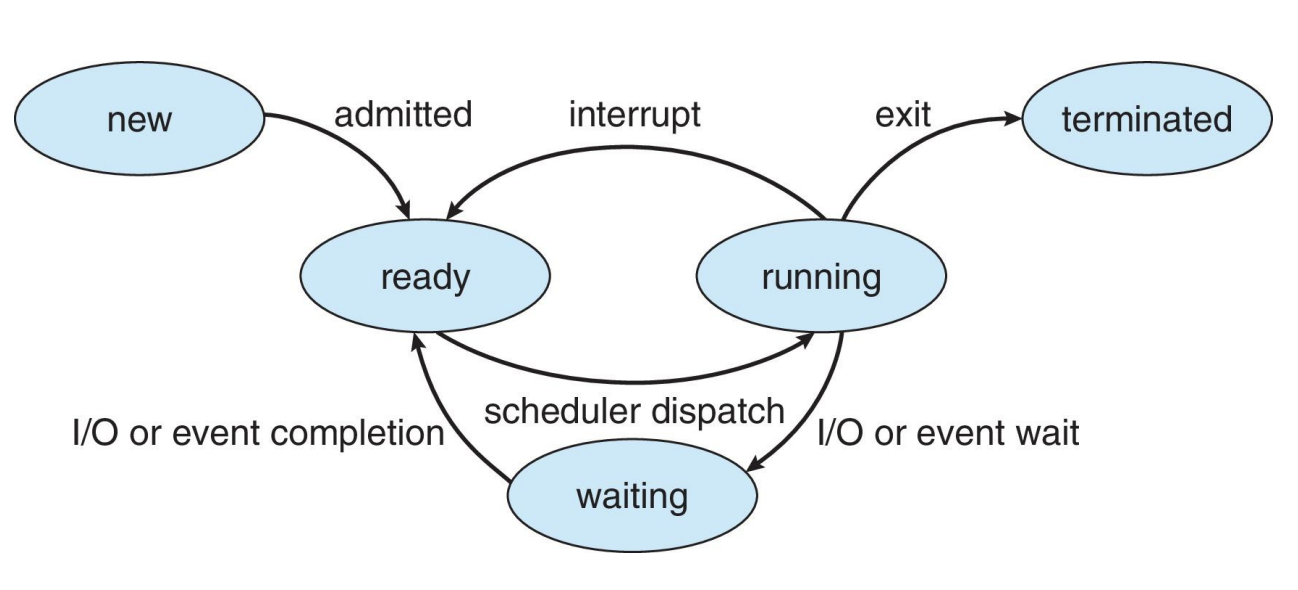 new
admitted
interrupt
exit
terminated
ready
running
scheduler dispatch
I/O or event completion
I/O or event wait
waiting